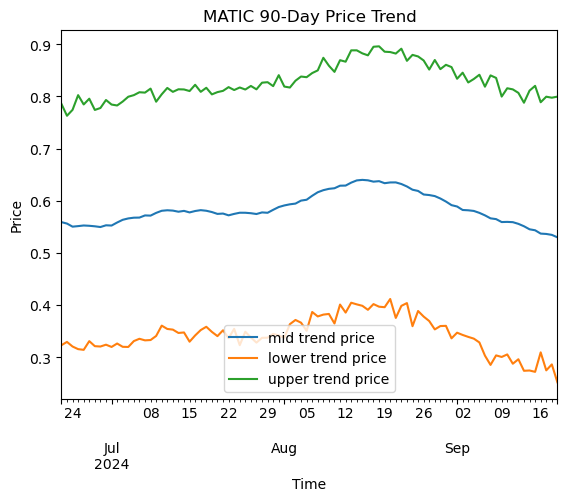 MATIC 90-Day Price Trend
0.9
0.8
0.7
0.6
0.5
0.4
0.3
Price
mid trend price
lower trend price
upper trend price
24 08 15 22 29 05 12 19 26 02 09 16
Jul Aug Sep
2024
Time